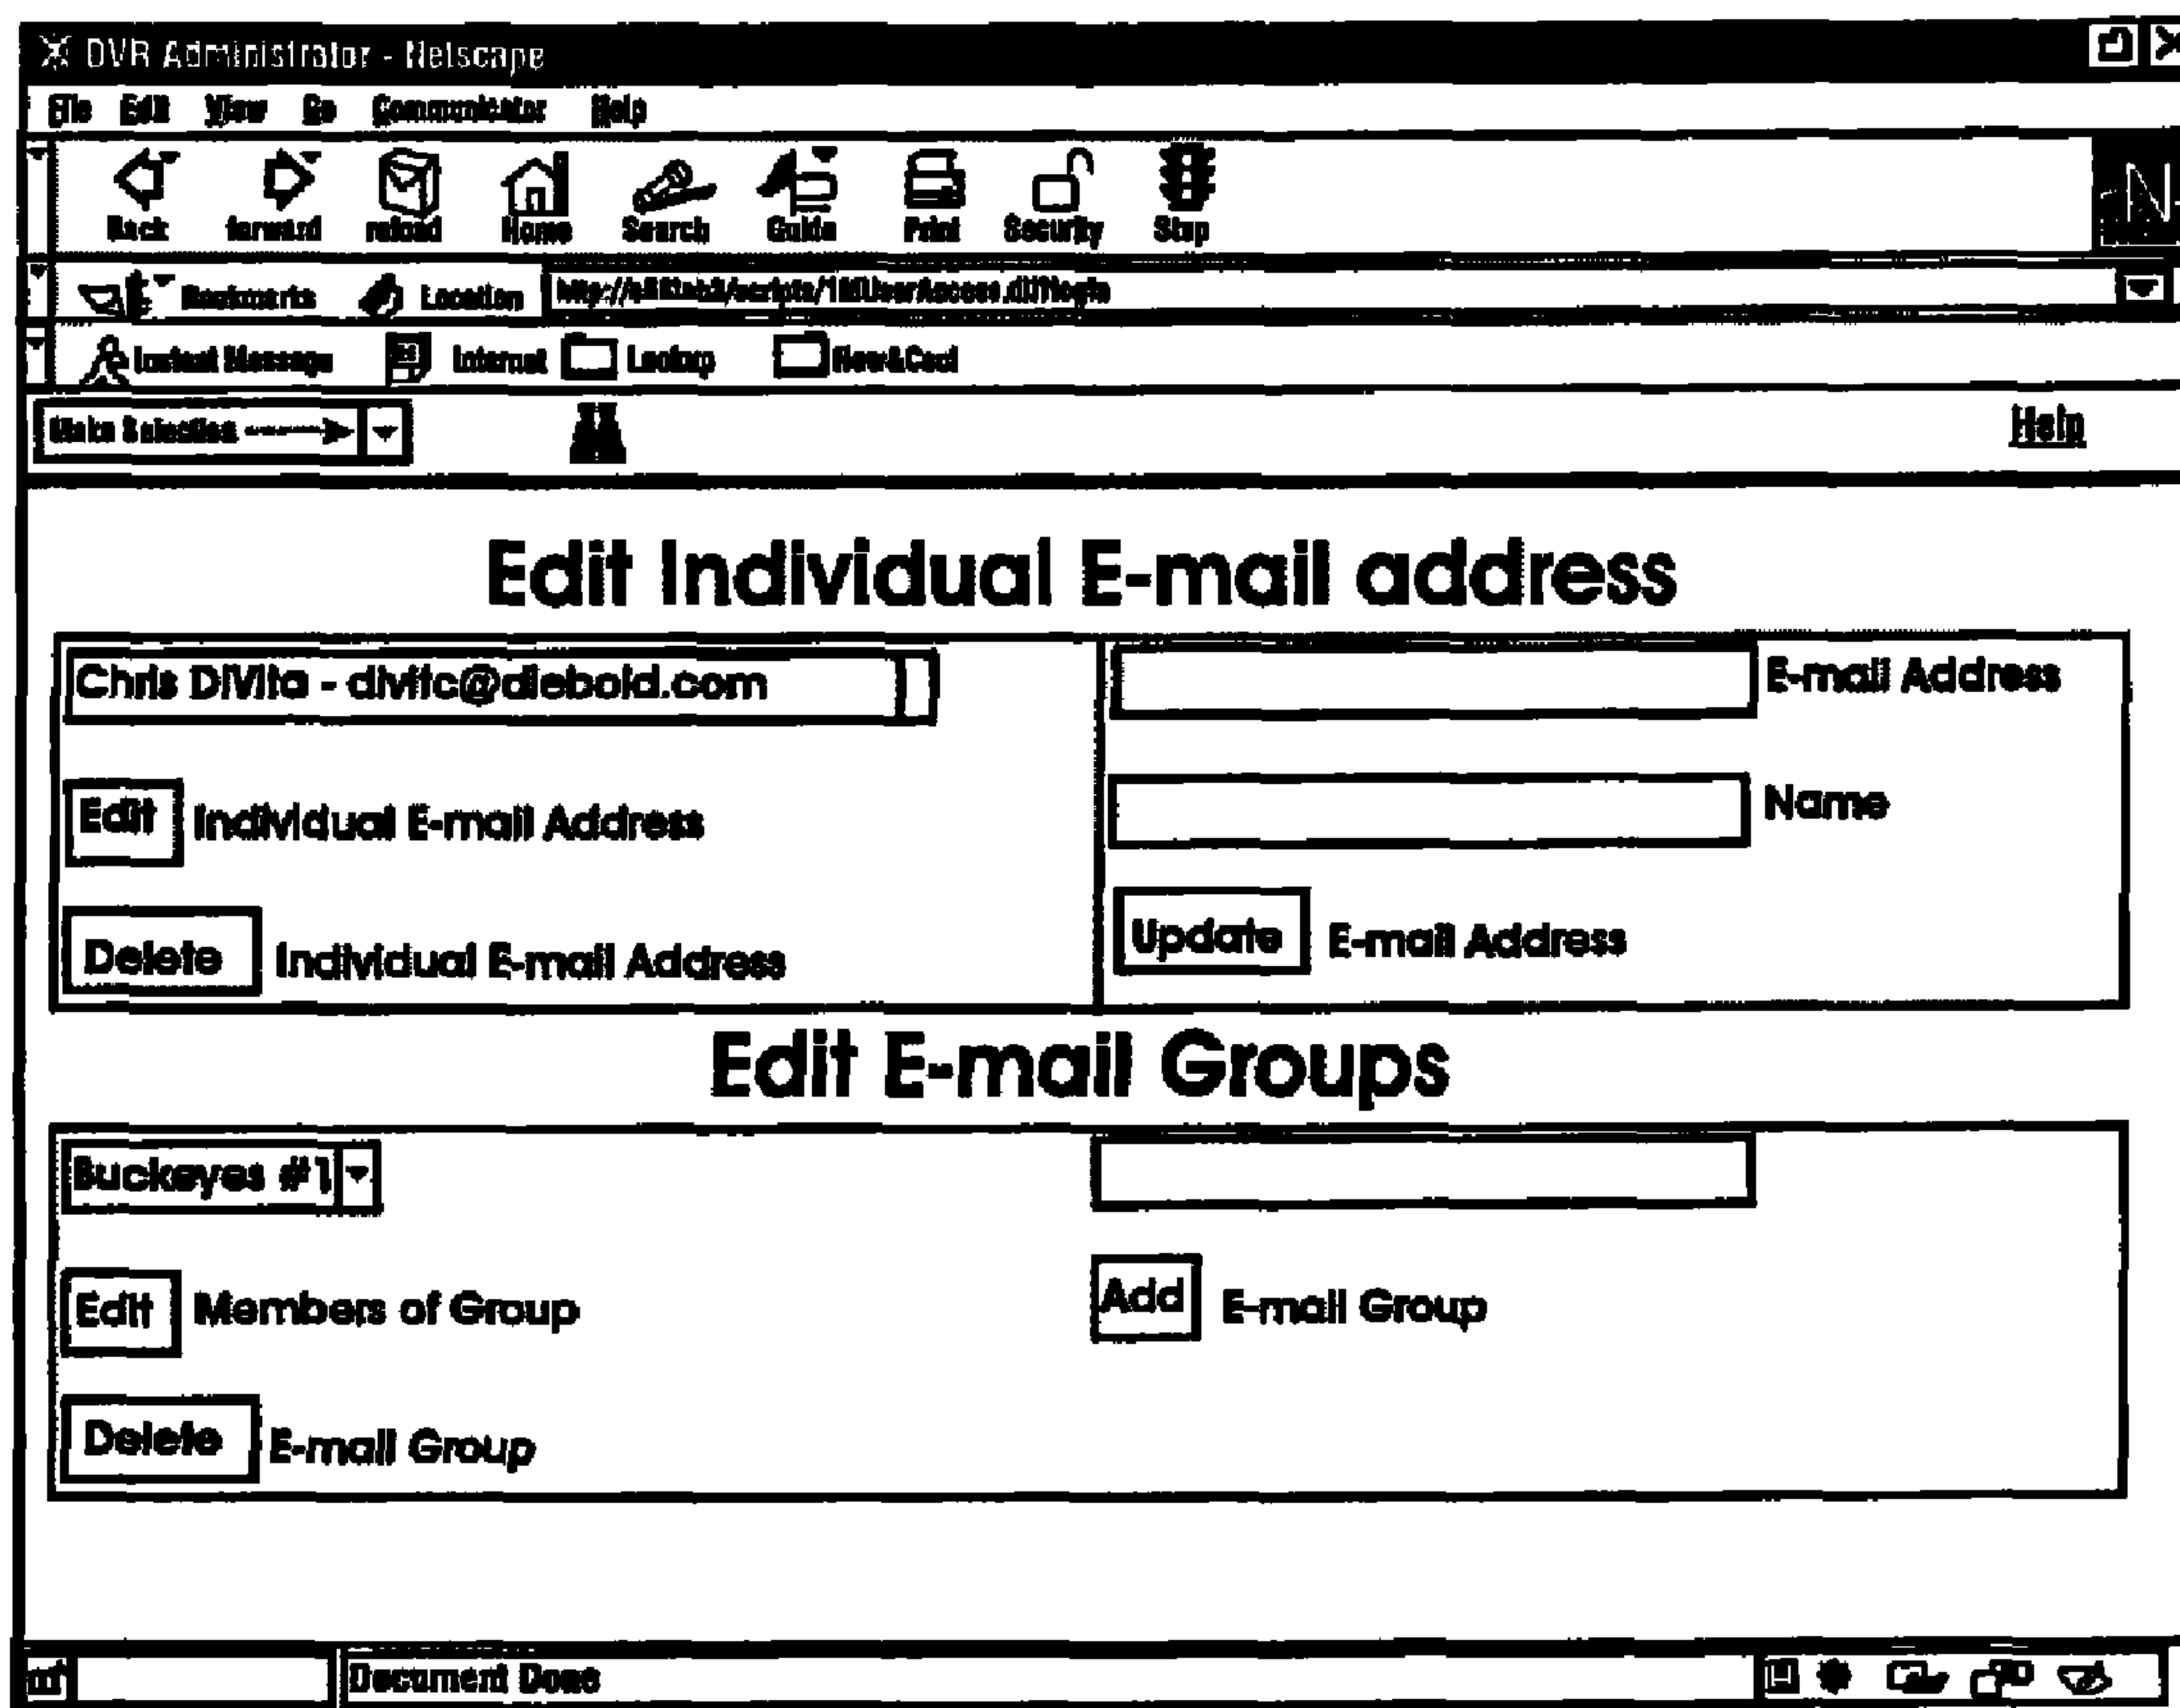 DVR Administrator - Netscape
File Edit View Go Communicator Help
Back forward reload Home Search Guide Print Security Stop
Bookmarks Location
Instant Message Internet Lookup New&Cool
Make Selection Help
Edit Individual E-mail address
Chris DiVita - divitc@diebold.com E-mail Address
Edit Individual E-mail Address Name
Delete Individual E-mail Address Update E-mail Address
Edit E-mail Groups
Buckeyes #1
Edit Members of Group Add E-mail Group
Delete E-mail Group
Document Done